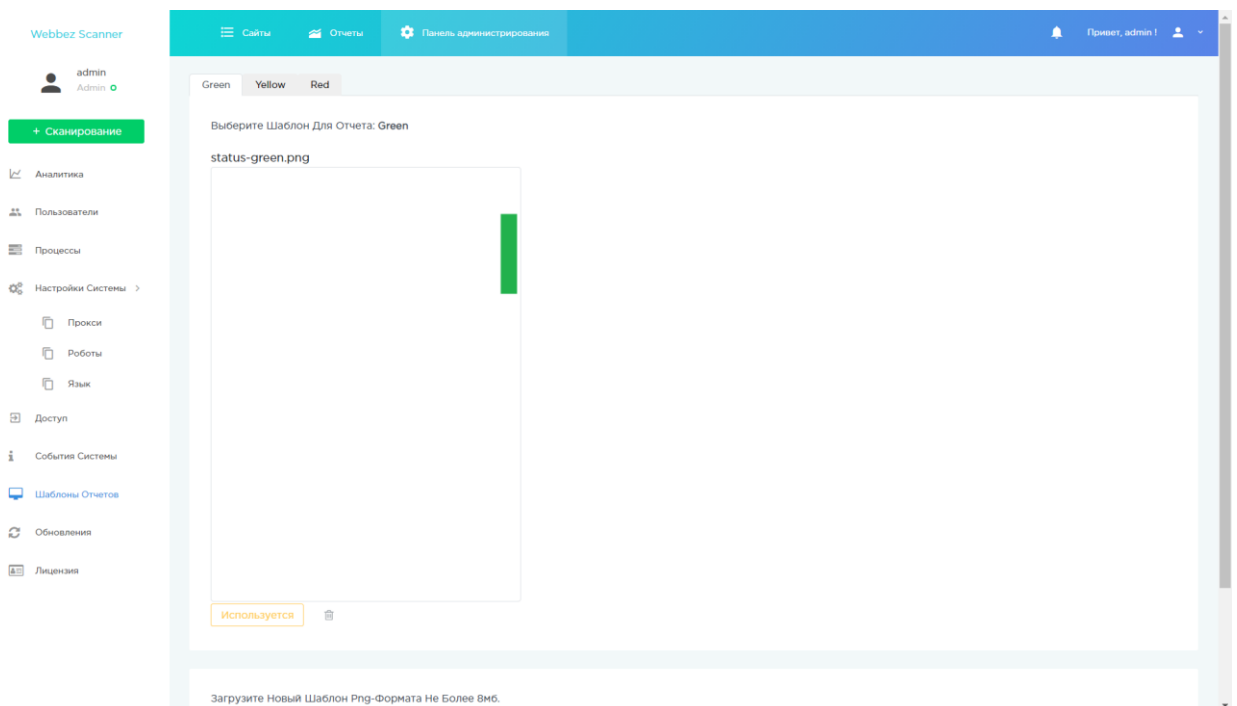 Webbez Scanner
Сайты
Отчеты
Панель администрирования
Привет, admin !
admin
Admin
+ Сканирование
Аналитика
Пользователи
Процессы
Настройки Системы
Прокси
Роботы
Язык
Доступ
События Системы
Шаблоны Отчетов
Обновления
Лицензия
Green Yellow Red
Выберите Шаблон Для Отчета: Green
status-green.png
Используется
Загрузите Новый Шаблон Png-Формата Не Более 8мб.